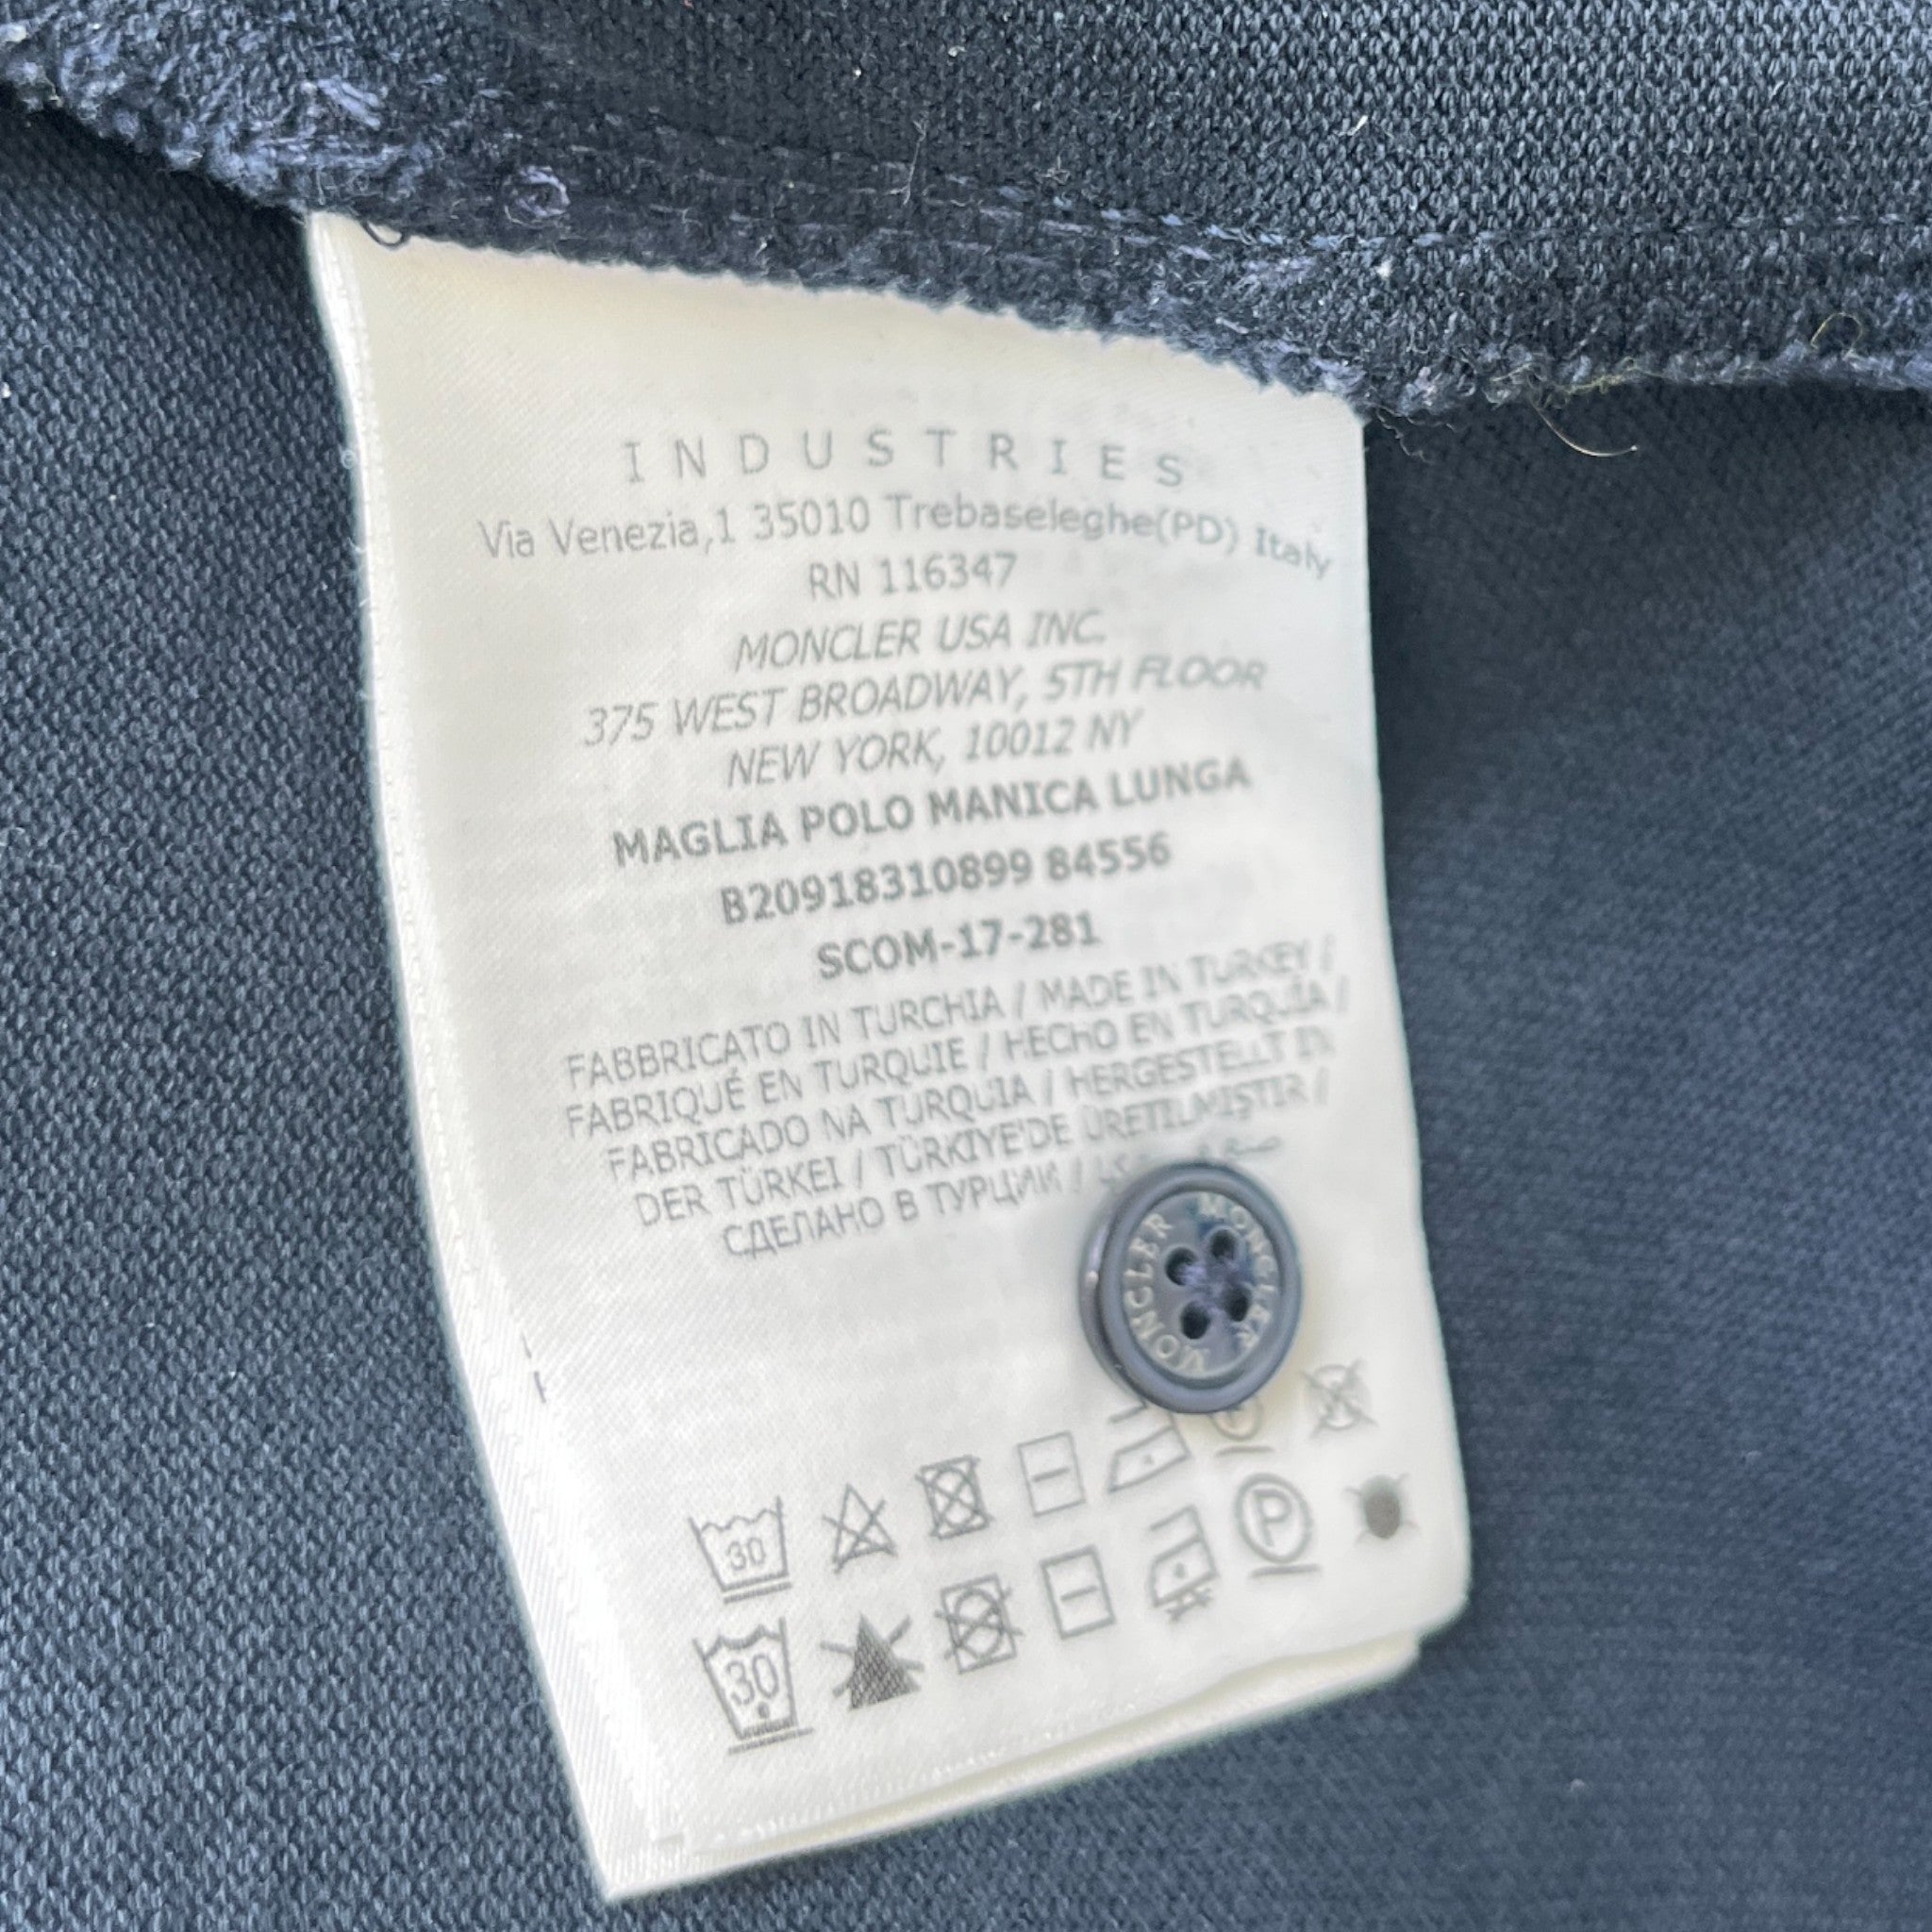 INDUSTRIES
Via Venezia,1 35010 Trebaseleghe(PD) Italy
RN 116347
MONCLER USA INC.
375 WEST BROADWAY, 5TH FLOOR
NEW YORK, 10012 NY
MAGLIA POLO MANICA LUNGA
B20918310899 84556
SCOM-17-281
FABBRICATO IN TURCHIA / MADE IN TURKEY /
FABRIQUÉ EN TURQUIE / HECHO EN TURQUÍA /
FABRICADO NA TURQUIA / HERGESTELLT IN
DER TÜRKEI / TÜRKIYE'DE ÜRETILMIŞTIR /
СДЕЛАНО В ТУРЦИИ /
MONCLER MONCLER
30
P
30